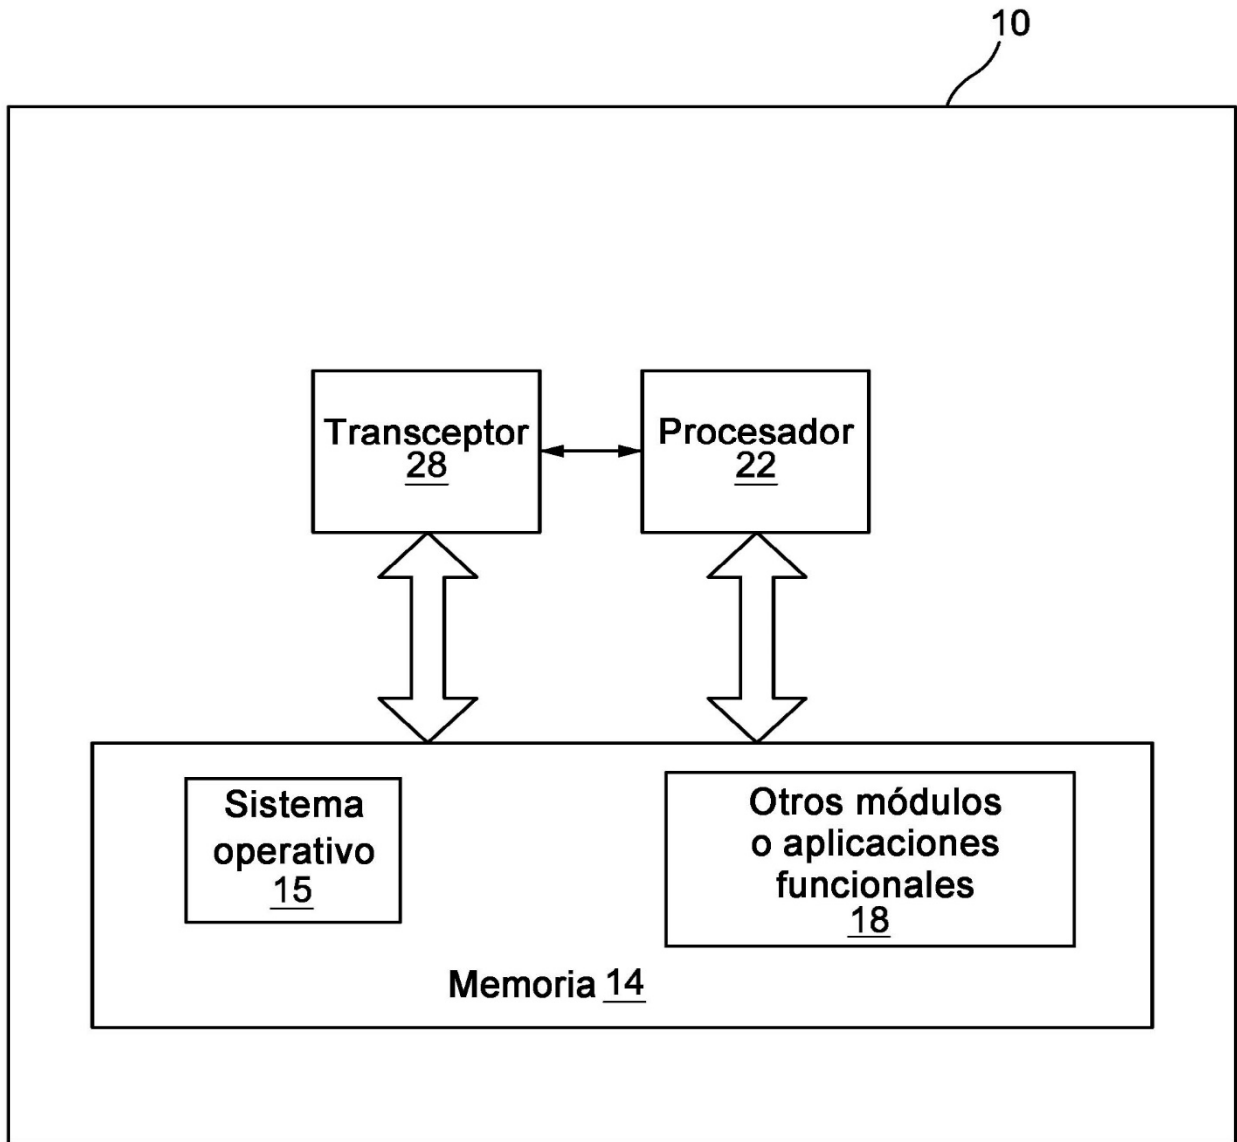 10
Transceptor
28
Procesador
22
Sistema
operativo
15
Otros módulos
o aplicaciones
funcionales
18
Memoria 14